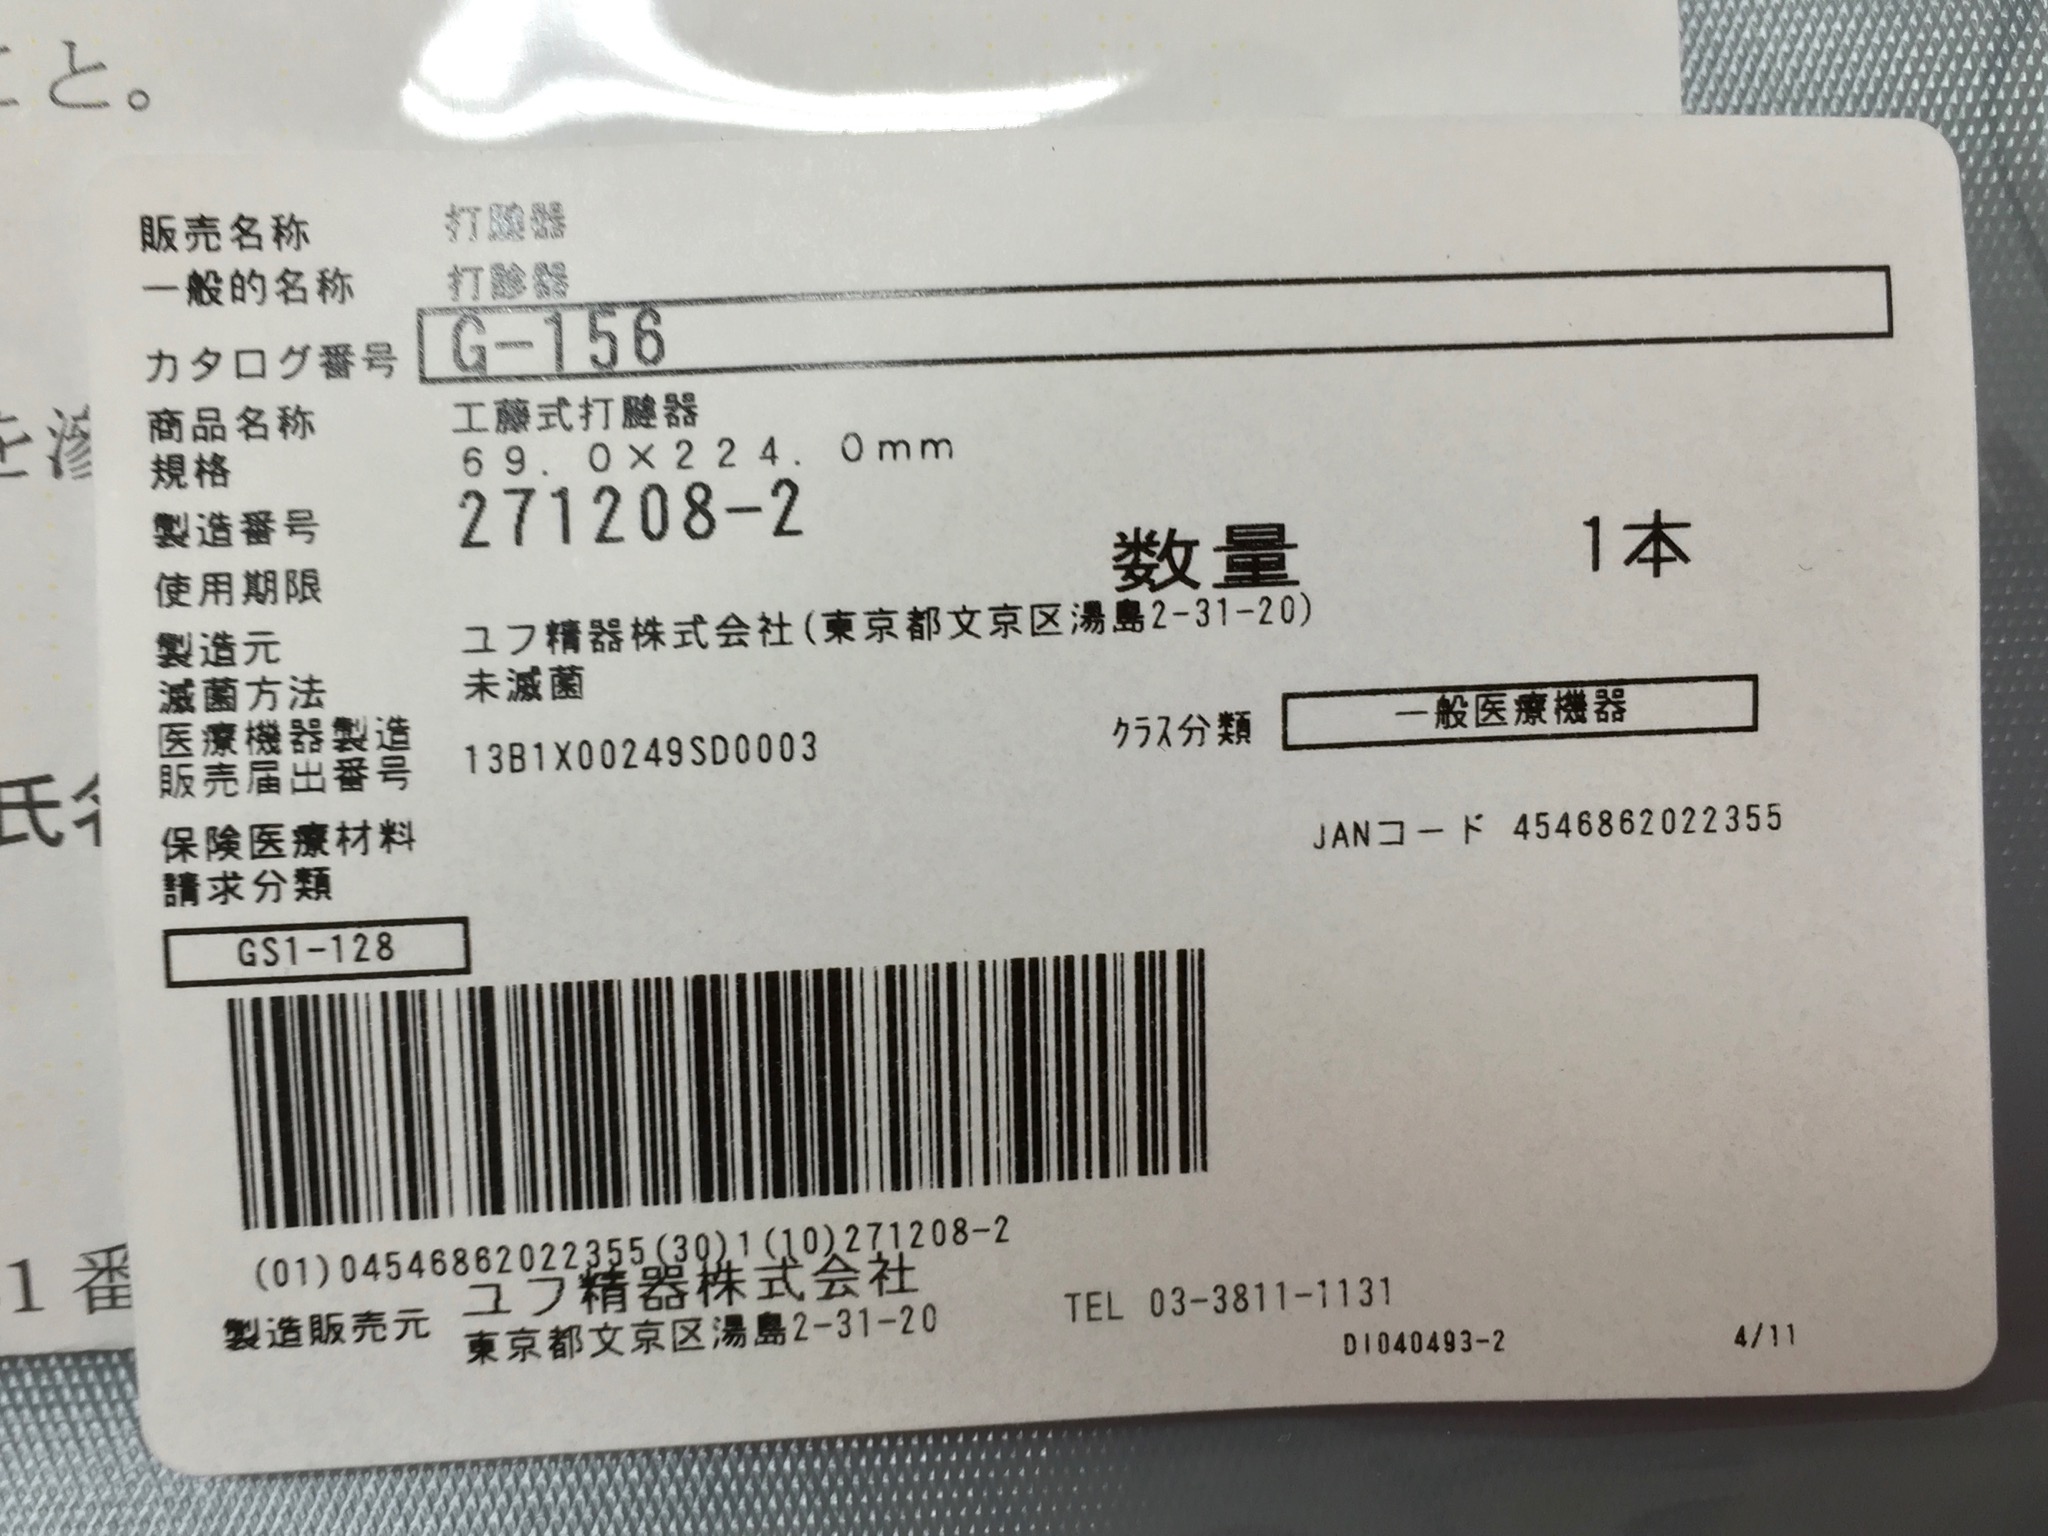 こと。
を滲
氏名
1番
販売名称 打腱器
一般的名称 打診器
カタログ番号 G-156
商品名称 工藤式打腱器
規格 69.0×224.0mm
製造番号 271208-2
数量 1本
使用期限
製造元 ユフ精器株式会社(東京都文京区湯島2-31-20)
滅菌方法 未滅菌
医療機器製造
販売届出番号 13B1X00249SD0003
クラス分類 一般医療機器
保険医療材料
請求分類
JANコード 4546862022355
GS1-128
(01)04546862022355(30)1(10)271208-2
製造販売元 ユフ精器株式会社
東京都文京区湯島2-31-20
TEL 03-3811-1131
DI040493-2 4/11